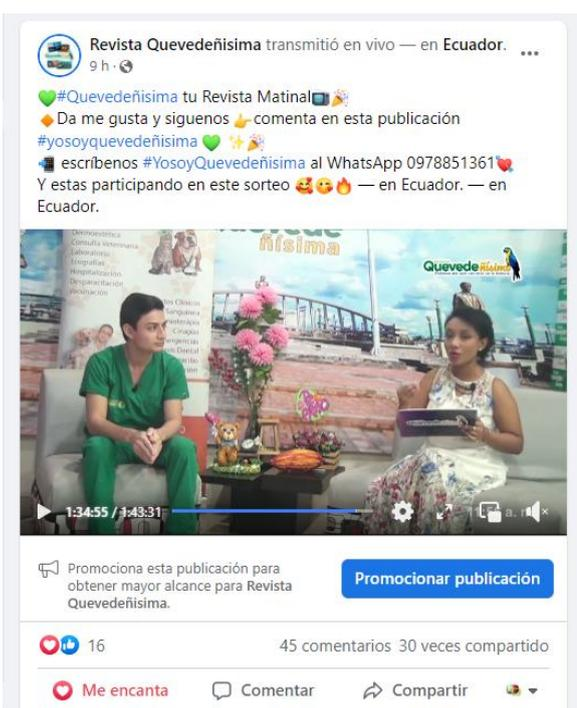 Revista Quevedeñisima transmitió en vivo — en Ecuador.
9 h ·
💚#Quevedeñisima tu Revista Matinal📺🎉
🔸Da me gusta y siguenos 👉comenta en esta publicación
#yosoyquevedeñisima 💚 ✨🎉
📲 escríbenos #YosoyQuevedeñisima al WhatsApp 0978851361💘
Y estas participando en este sorteo 🥰😋🔥 — en Ecuador. — en
Ecuador.
Dermoestética
Consulta Veterinaria
Laboratorio
Ecografías
Hospitalización
Desparacitación
Vacunación
ñisima
Quevedeñisima
1:34:55 / 1:43:31
Promociona esta publicación para
obtener mayor alcance para Revista
Quevedeñisima.
Promocionar publicación
16
45 comentarios 30 veces compartido
Me encanta
Comentar
Compartir